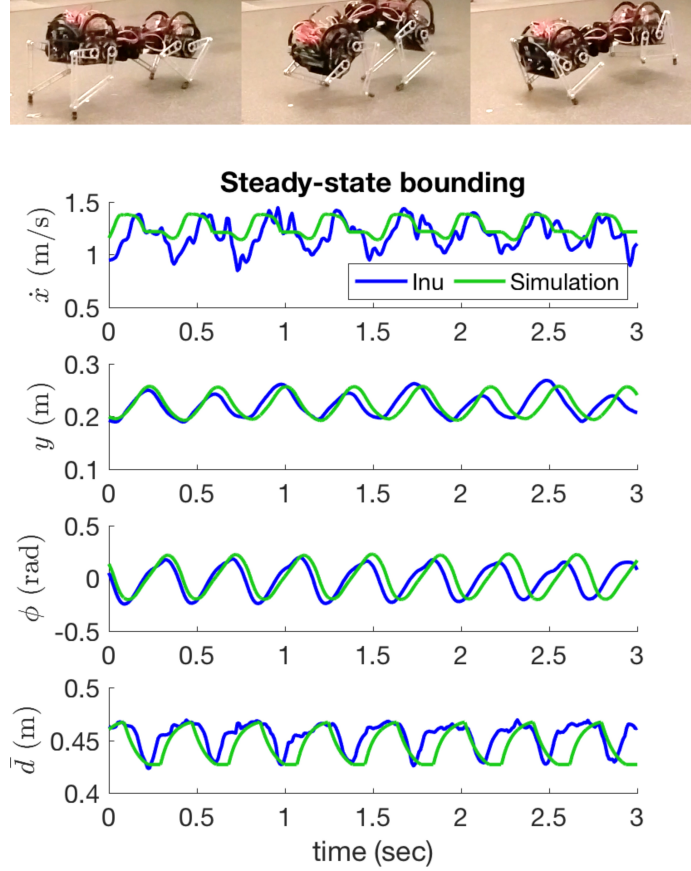 Steady-state bounding
ẋ (m/s)
1.5
1
0.5
Inu Simulation
0 0.5 1 1.5 2 2.5 3
y (m)
0.3
0.2
0.1
0 0.5 1 1.5 2 2.5 3
ϕ (rad)
0.5
0
-0.5
0 0.5 1 1.5 2 2.5 3
d̄ (m)
0.5
0.45
0.4
0 0.5 1 1.5 2 2.5 3
time (sec)